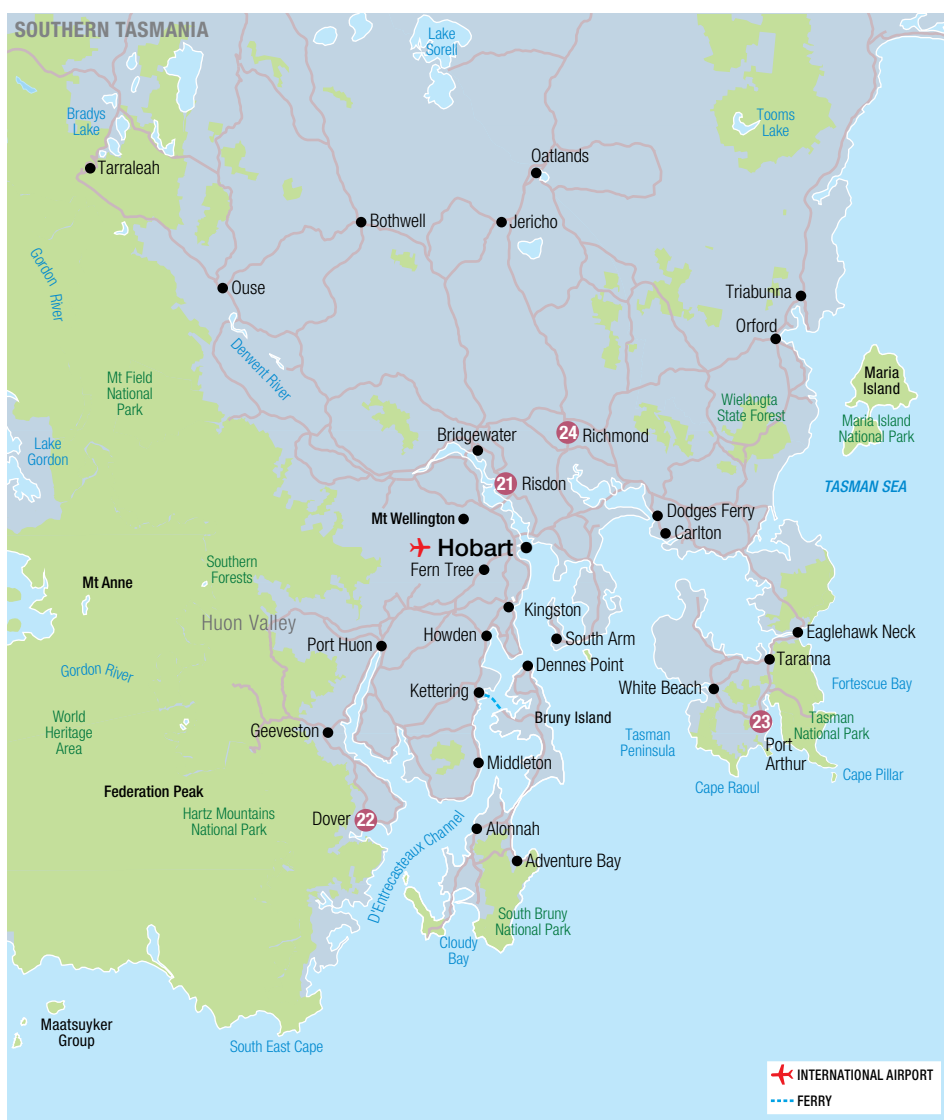 SOUTHERN TASMANIA
Lake
Sorell
Bradys
Lake
Tooms
Lake
Tarraleah
Oatlands
Bothwell
Jericho
Gordon River
Ouse
Triabunna
Orford
Derwent River
Maria
Island
Mt Field
National
Park
Wielangta
State Forest
Maria Island
National Park
Bridgewater
24 Richmond
Lake
Gordon
21 Risdon
TASMAN SEA
Mt Wellington
Dodges Ferry
Carlton
Hobart
Fern Tree
Southern
Forests
Mt Anne
Kingston
Huon Valley
Howden
South Arm
Eaglehawk Neck
Port Huon
Dennes Point
Taranna
Gordon River
Kettering
White Beach
Fortescue Bay
World
Heritage
Area
Bruny Island
Geeveston
Tasman
Peninsula
23
Port
Arthur
Tasman
National Park
Middleton
Cape Raoul
Cape Pillar
Federation Peak
Hartz Mountains
National Park
Dover 22
Alonnah
D'Entrecasteaux Channel
Adventure Bay
South Bruny
National Park
Cloudy
Bay
Maatsuyker
Group
South East Cape
INTERNATIONAL AIRPORT
FERRY